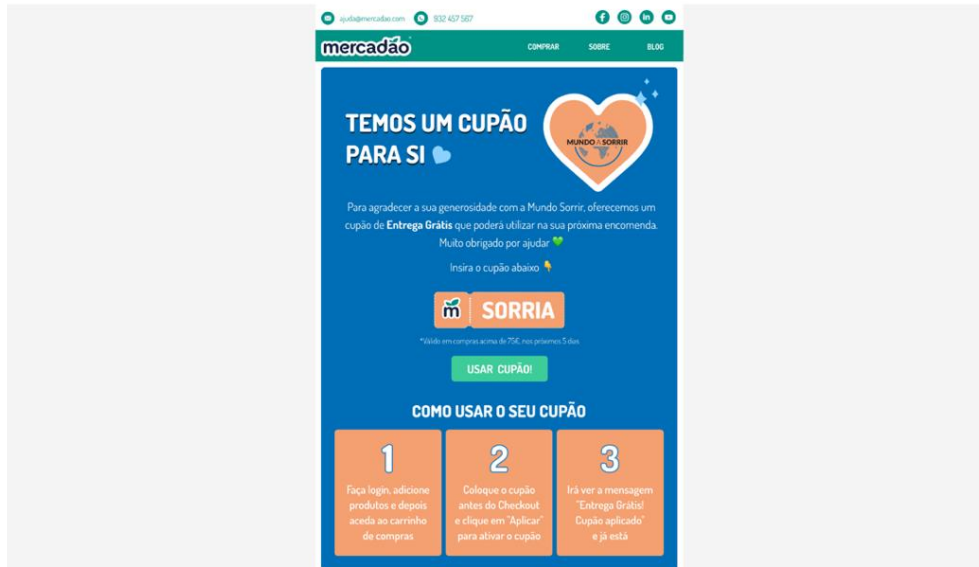 ajuda@mercadao.com 932 457 567
mercadão COMPRAR SOBRE BLOG
TEMOS UM CUPÃO
PARA SI
MUNDO A SORRIR
Para agradecer a sua generosidade com a Mundo Sorrir, oferecemos um
cupão de Entrega Grátis que poderá utilizar na sua próxima encomenda.
Muito obrigado por ajudar 💚
Insira o cupão abaixo 👇
m SORRIA
*Válido em compras acima de 75€, nos próximos 5 dias
USAR CUPÃO!
COMO USAR O SEU CUPÃO
1
Faça login, adicione
produtos e depois
aceda ao carrinho
de compras
2
Coloque o cupão
antes do Checkout
e clique em "Aplicar"
para ativar o cupão
3
Irá ver a mensagem
"Entrega Grátis!
Cupão aplicado"
e já está